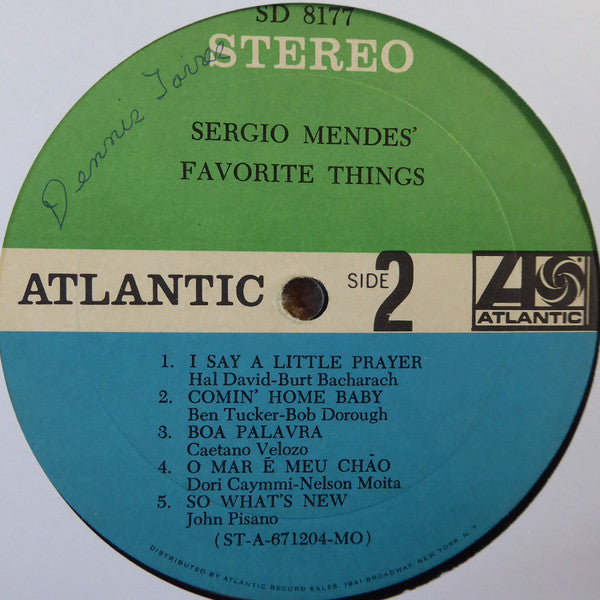 SD 8177
STEREO
Dennis
SERGIO MENDES'
FAVORITE THINGS
ATLANTIC
SIDE 2
ATLANTIC
1. I SAY A LITTLE PRAYER
Hal David-Burt Bacharach
2. COMIN' HOME BABY
Ben Tucker-Bob Dorough
3. BOA PALAVRA
Caetano Velozo
4. O MAR Ē MEU CHĀO
Dori Caymmi-Nelson Moita
5. SO WHAT'S NEW
John Pisano
(ST-A-671204-MO)
DISTRIBUTED BY ATLANTIC RECORD SALES, 1841 BROADWAY, NEW YORK, N.Y.